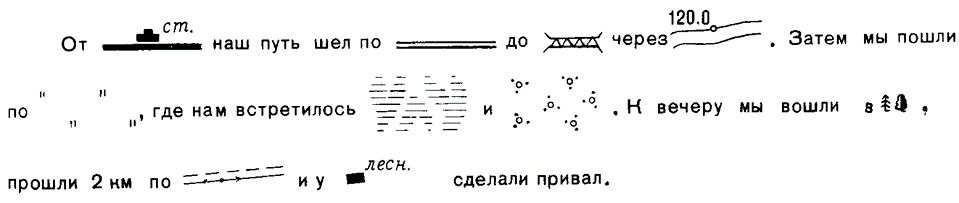 От ст. наш путь шел по до через 120.0 . Затем мы пошли
по , где нам встретилось и . К вечеру мы вошли в ,
прошли 2 км по и у лесн. сделали привал.